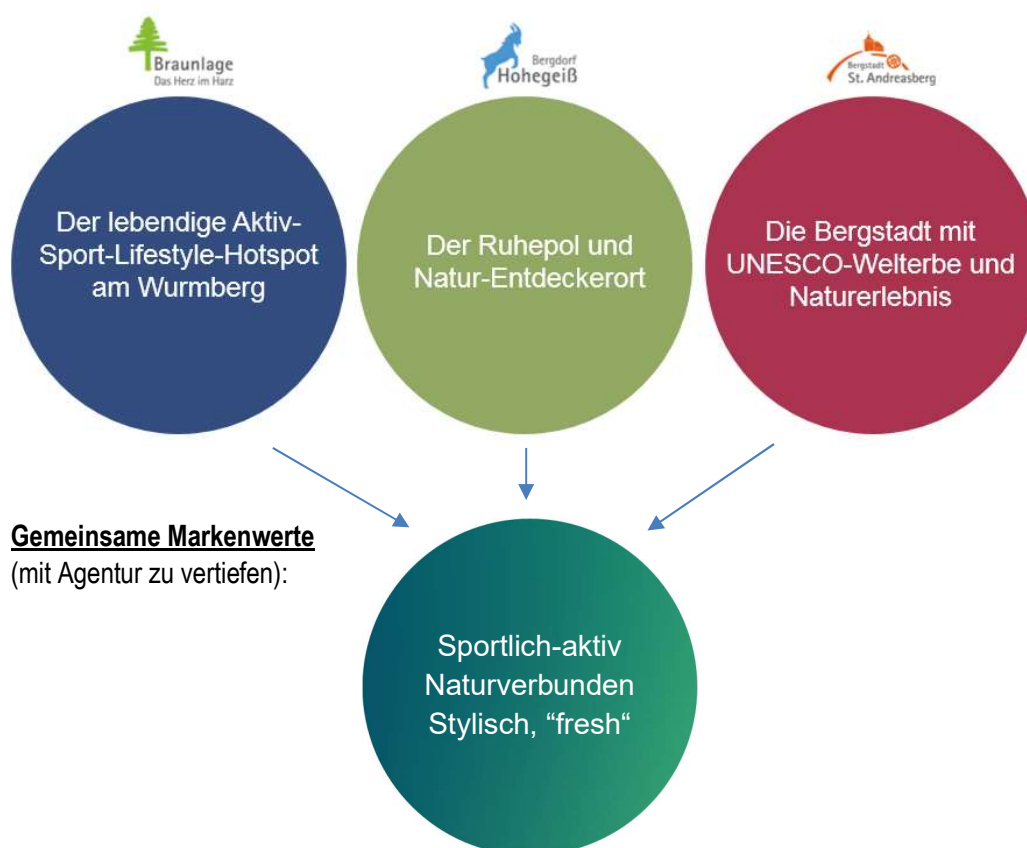 Braunlage
Das Herz im Harz
Bergdorf
Hohegeiß
Bergstadt
St. Andreasberg
Der lebendige Aktiv-
Sport-Lifestyle-Hotspot
am Wurmberg
Der Ruhepol und
Natur-Entdeckerort
Die Bergstadt mit
UNESCO-Welterbe und
Naturerlebnis
Gemeinsame Markenwerte
(mit Agentur zu vertiefen):
Sportlich-aktiv
Naturverbunden
Stylisch, “fresh“